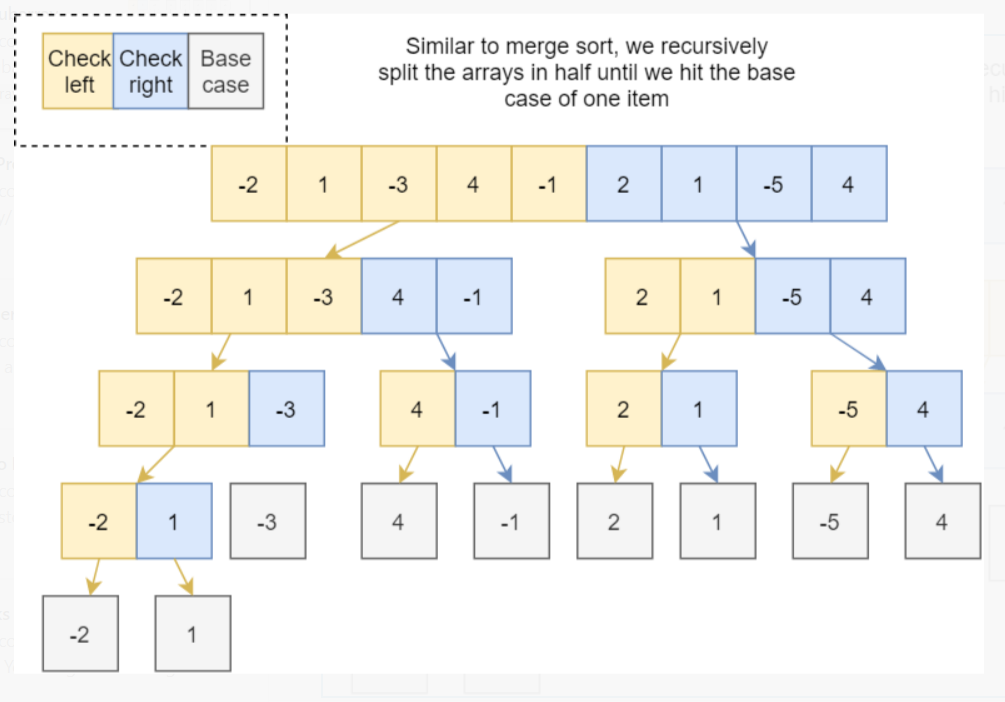 Check Check Base
left right case
Similar to merge sort, we recursively
split the arrays in half until we hit the base
case of one item
-2 1 -3 4 -1 2 1 -5 4
-2 1 -3 4 -1 2 1 -5 4
-2 1 -3 4 -1 2 1 -5 4
-2 1 -3 4 -1 2 1 -5 4
-2 1